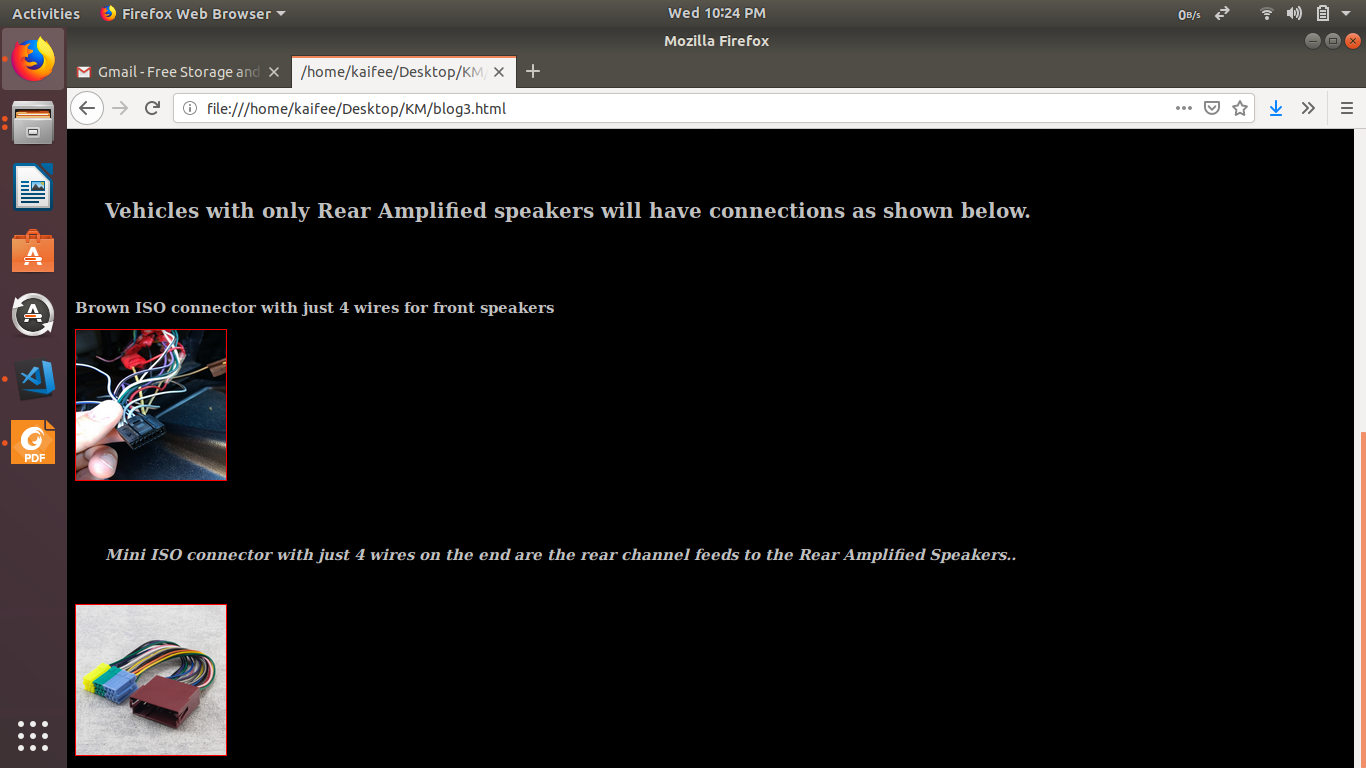 Activities Firefox Web Browser Wed 10:24 PM 0B/s
Mozilla Firefox
Gmail - Free Storage and /home/kaifee/Desktop/KM/
file:///home/kaifee/Desktop/KM/blog3.html
Vehicles with only Rear Amplified speakers will have connections as shown below.
Brown ISO connector with just 4 wires for front speakers
Mini ISO connector with just 4 wires on the end are the rear channel feeds to the Rear Amplified Speakers..
PDF